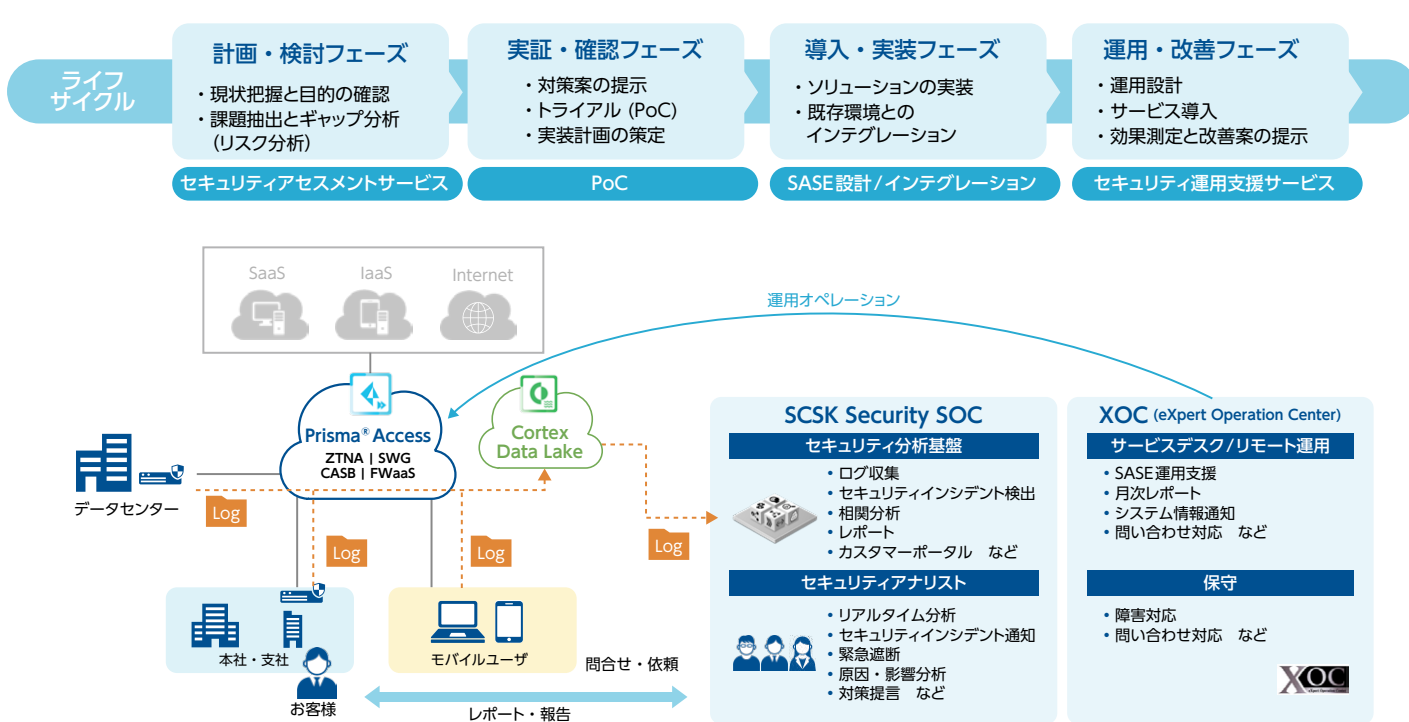 ライフ
サイクル
計画・検討フェーズ
・現状把握と目的の確認
・課題抽出とギャップ分析
(リスク分析)
セキュリティアセスメントサービス
実証・確認フェーズ
・対策案の提示
・トライアル (PoC)
・実装計画の策定
PoC
導入・実装フェーズ
・ソリューションの実装
・既存環境との
インテグレーション
SASE設計/インテグレーション
運用・改善フェーズ
・運用設計
・サービス導入
・効果測定と改善案の提示
セキュリティ運用支援サービス
SaaS
IaaS
Internet
運用オペレーション
Prisma® Access
ZTNA | SWG
CASB | FWaaS
Cortex
Data Lake
データセンター
Log
Log
Log
Log
本社・支社
お客様
モバイルユーザ
問合せ・依頼
レポート・報告
SCSK Security SOC
セキュリティ分析基盤
• ログ収集
• セキュリティインシデント検出
• 相関分析
• レポート
• カスタマーポータル　など
セキュリティアナリスト
• リアルタイム分析
• セキュリティインシデント通知
• 緊急遮断
• 原因・影響分析
• 対策提言　など
XOC (eXpert Operation Center)
サービスデスク/リモート運用
• SASE運用支援
• 月次レポート
• システム情報通知
• 問い合わせ対応　など
保守
• 障害対応
• 問い合わせ対応　など
XOC
eXpert Operation Center